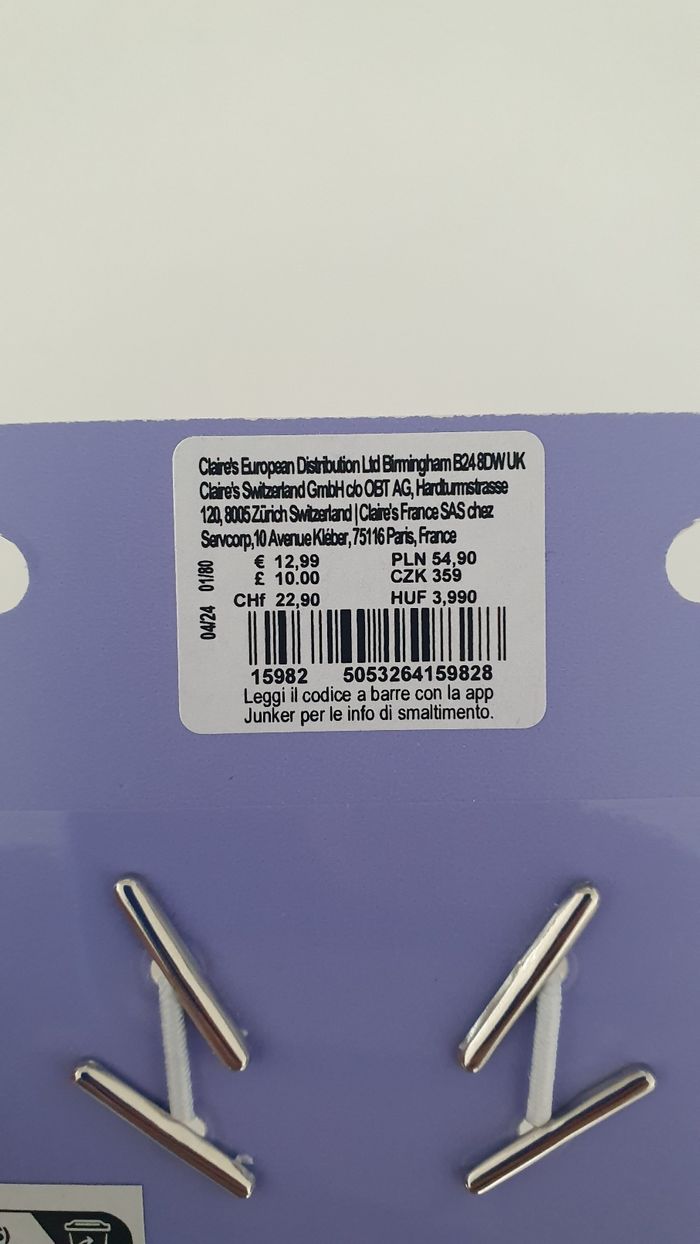 Claire's European Distribution Ltd Birmingham B24 8DW UK
Claire's Switzerland GmbH c/o OBT AG, Hardturmstrasse
120, 8005 Zürich Switzerland | Claire's France SAS chez
Servcorp, 10 Avenue Kléber, 75116 Paris, France
04/24 01/80
€ 12,99 PLN 54,90
£ 10.00 CZK 359
CHf 22,90 HUF 3,990
15982 5053264159828
Leggi il codice a barre con la app
Junker per le info di smaltimento.